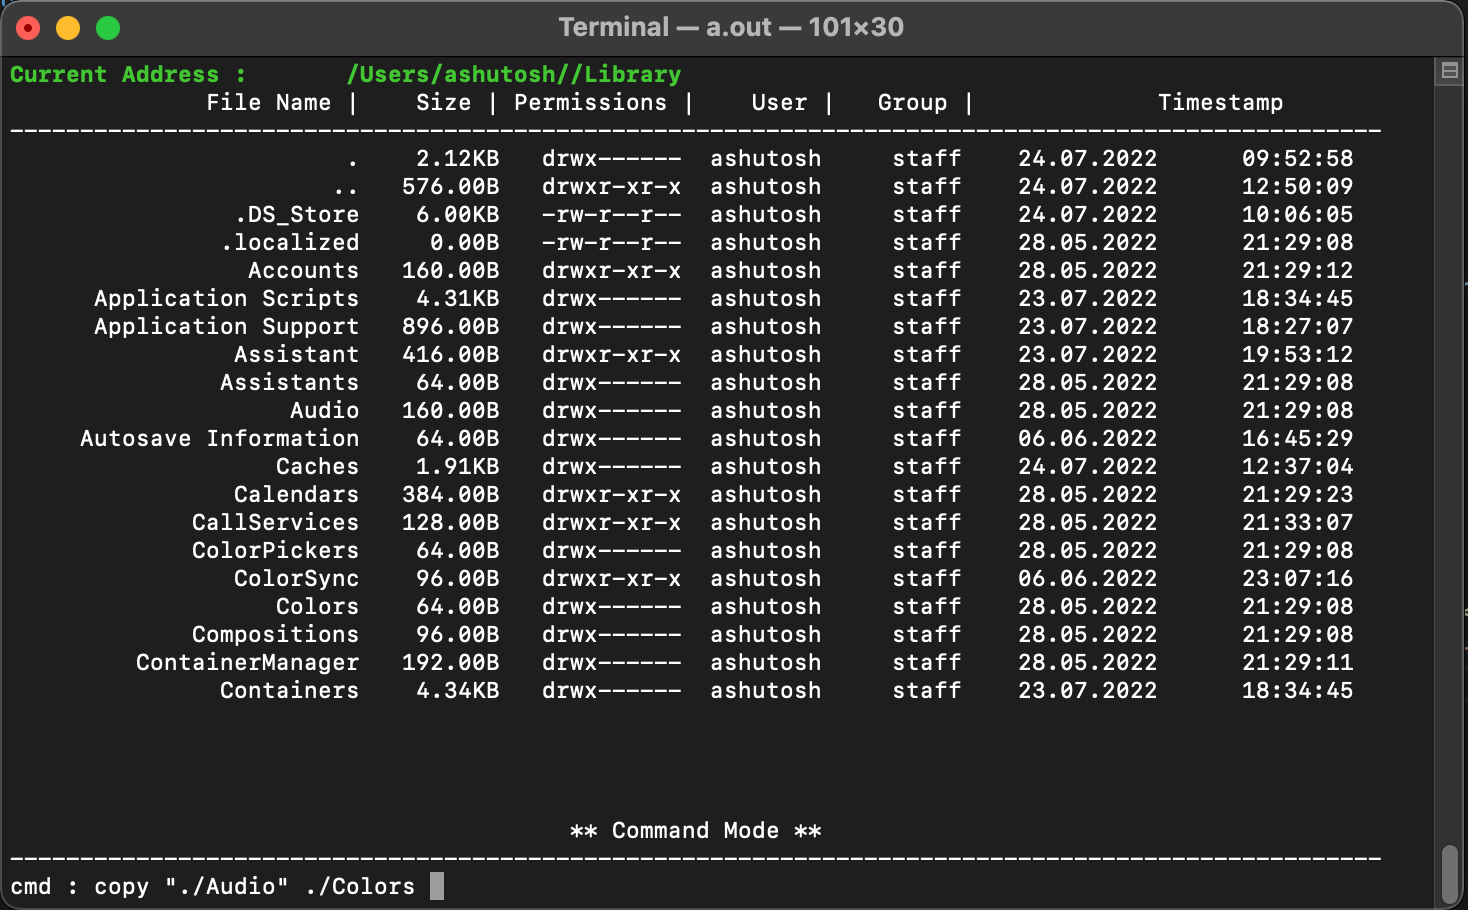 Terminal — a.out — 101×30
Current Address : /Users/ashutosh//Library
File Name | Size | Permissions | User | Group | Timestamp
--------------------------------------------------------------------------------------------------
. 2.12KB drwx------ ashutosh staff 24.07.2022 09:52:58
.. 576.00B drwxr-xr-x ashutosh staff 24.07.2022 12:50:09
.DS_Store 6.00KB -rw-r--r-- ashutosh staff 24.07.2022 10:06:05
.localized 0.00B -rw-r--r-- ashutosh staff 28.05.2022 21:29:08
Accounts 160.00B drwxr-xr-x ashutosh staff 28.05.2022 21:29:12
Application Scripts 4.31KB drwx------ ashutosh staff 23.07.2022 18:34:45
Application Support 896.00B drwx------ ashutosh staff 23.07.2022 18:27:07
Assistant 416.00B drwxr-xr-x ashutosh staff 23.07.2022 19:53:12
Assistants 64.00B drwx------ ashutosh staff 28.05.2022 21:29:08
Audio 160.00B drwx------ ashutosh staff 28.05.2022 21:29:08
Autosave Information 64.00B drwx------ ashutosh staff 06.06.2022 16:45:29
Caches 1.91KB drwx------ ashutosh staff 24.07.2022 12:37:04
Calendars 384.00B drwxr-xr-x ashutosh staff 28.05.2022 21:29:23
CallServices 128.00B drwxr-xr-x ashutosh staff 28.05.2022 21:33:07
ColorPickers 64.00B drwx------ ashutosh staff 28.05.2022 21:29:08
ColorSync 96.00B drwxr-xr-x ashutosh staff 06.06.2022 23:07:16
Colors 64.00B drwx------ ashutosh staff 28.05.2022 21:29:08
Compositions 96.00B drwx------ ashutosh staff 28.05.2022 21:29:08
ContainerManager 192.00B drwx------ ashutosh staff 28.05.2022 21:29:11
Containers 4.34KB drwx------ ashutosh staff 23.07.2022 18:34:45
** Command Mode **
--------------------------------------------------------------------------------------------------
cmd : copy "./Audio" ./Colors